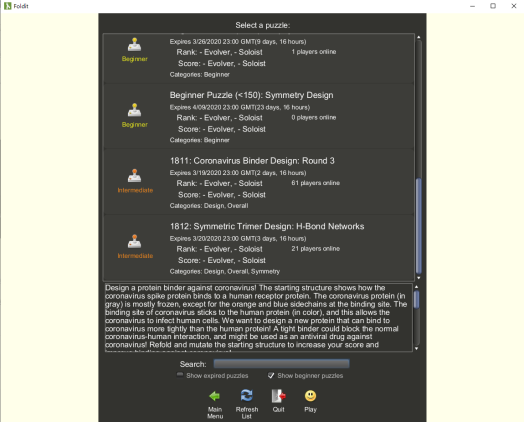 Foldit
Select a puzzle:
Expires 3/26/2020 23:00 GMT(9 days, 16 hours)
Rank: - Evolver, - Soloist 1 players online
Beginner
Score: - Evolver, - Soloist
Categories: Beginner
Beginner Puzzle (<150): Symmetry Design
Expires 4/09/2020 23:00 GMT(23 days, 16 hours)
Rank: - Evolver, - Soloist 0 players online
Beginner
Score: - Evolver, - Soloist
Categories: Beginner
1811: Coronavirus Binder Design: Round 3
Expires 3/19/2020 23:00 GMT(2 days, 16 hours)
Rank: - Evolver, - Soloist 61 players online
Intermediate
Score: - Evolver, - Soloist
Categories: Design, Overall
1812: Symmetric Trimer Design: H-Bond Networks
Expires 3/20/2020 23:00 GMT(3 days, 16 hours)
Rank: - Evolver, - Soloist 21 players online
Intermediate
Score: - Evolver, - Soloist
Categories: Design, Overall, Symmetry
Design a protein binder against coronavirus! The starting structure shows how the
coronavirus spike protein binds to a human receptor protein. The coronavirus protein (in
gray) is mostly frozen, except for the orange and blue sidechains at the binding site. The
binding site of coronavirus sticks to the human protein (in color), and this allows the
coronavirus to infect human cells. We want to design a new protein that can bind to
coronavirus more tightly than the human protein! A tight binder could block the normal
coronavirus-human interaction, and might be used as an antiviral drug against
coronavirus! Refold and mutate the starting structure to increase your score and
Search:
Show expired puzzles Show beginner puzzles
Main Menu Refresh List Quit Play